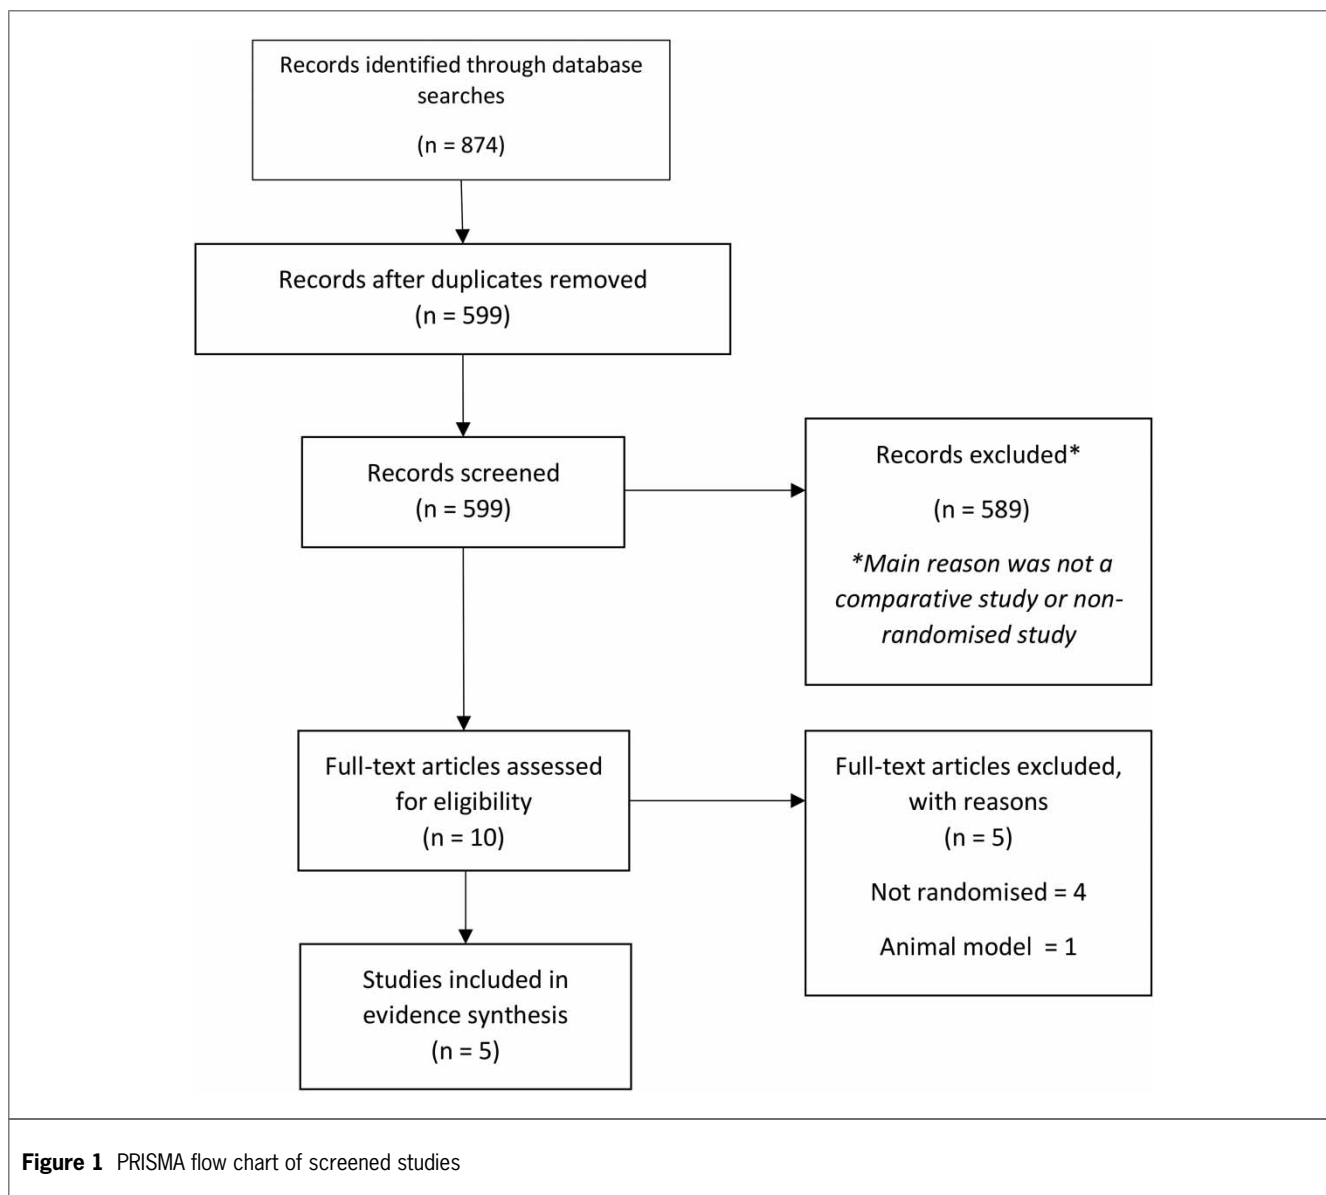 Records identified through database
searches
(n = 874)
Records after duplicates removed
(n = 599)
Records screened
(n = 599)
Records excluded*
(n = 589)
*Main reason was not a
comparative study or non-
randomised study
Full-text articles assessed
for eligibility
(n = 10)
Full-text articles excluded,
with reasons
(n = 5)
Not randomised = 4
Animal model = 1
Studies included in
evidence synthesis
(n = 5)
Figure 1 PRISMA flow chart of screened studies